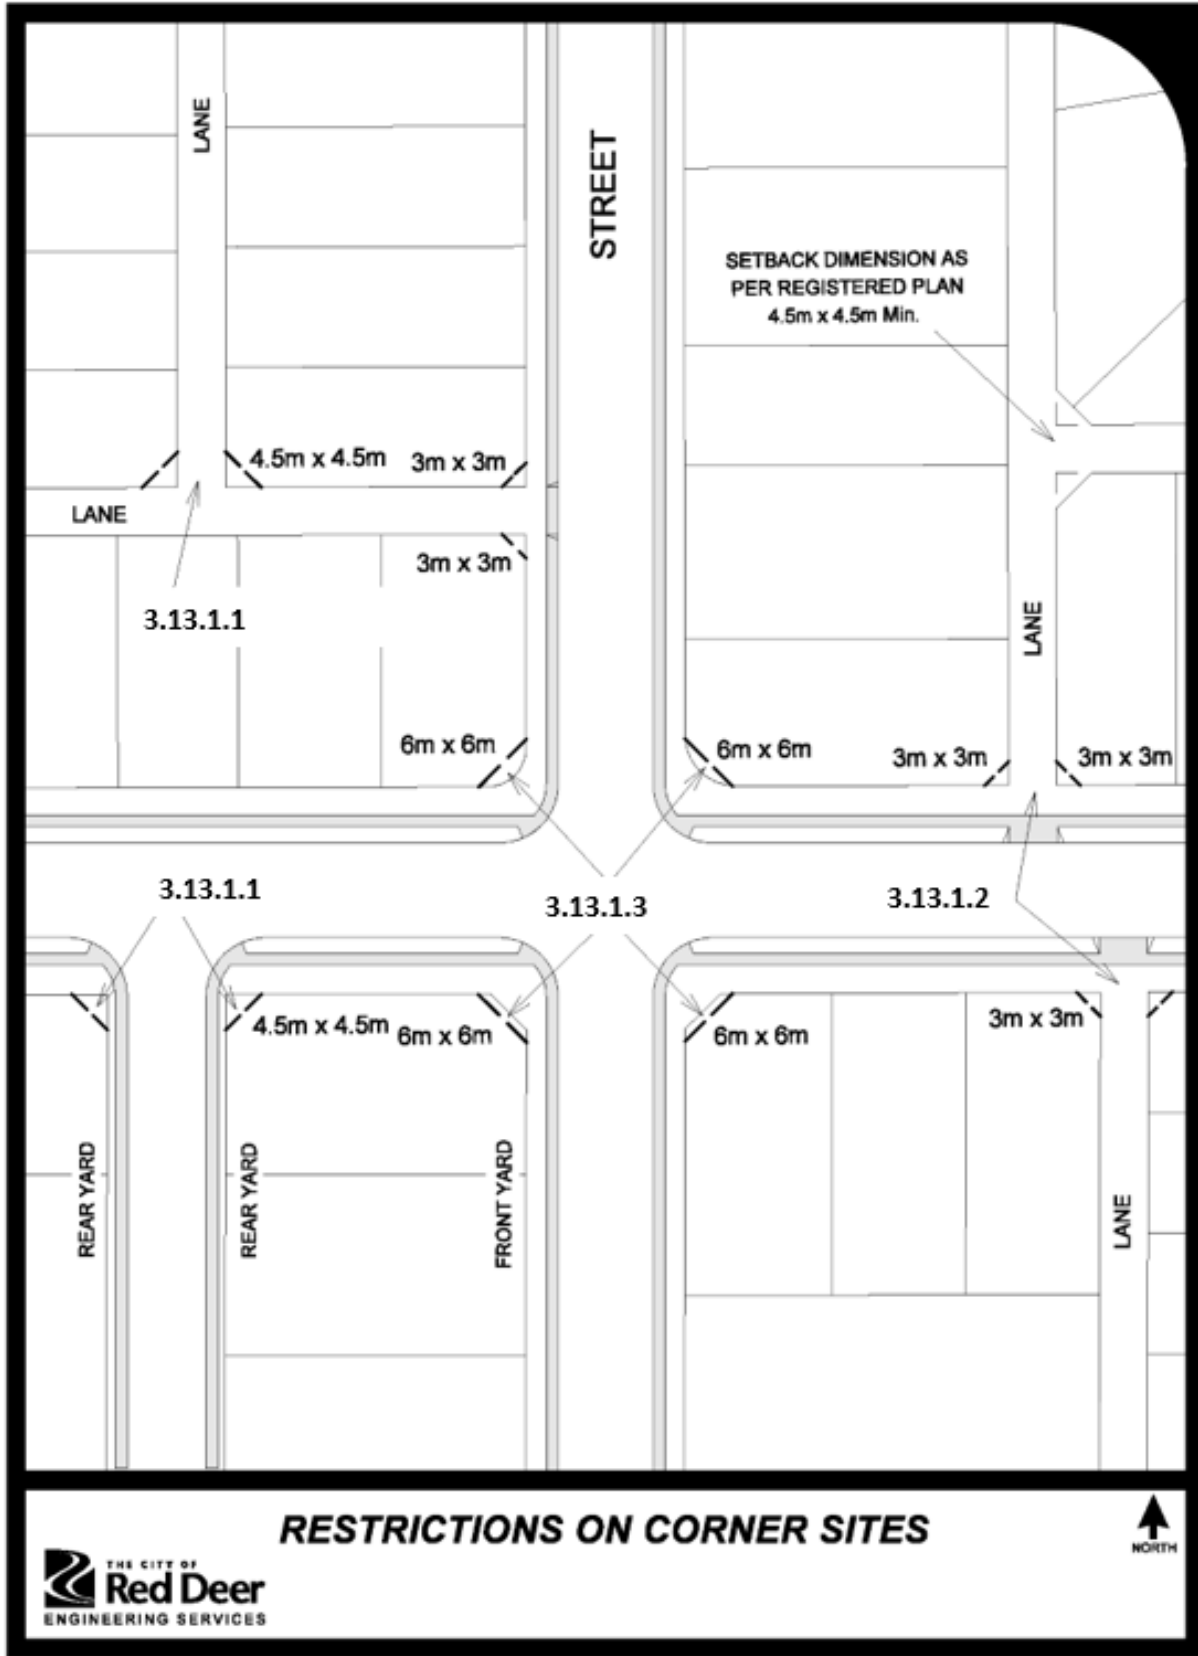 LANE
STREET
SETBACK DIMENSION AS
PER REGISTERED PLAN
4.5m x 4.5m Min.
4.5m x 4.5m
3m x 3m
LANE
3m x 3m
3.13.1.1
LANE
6m x 6m
6m x 6m
3m x 3m
3m x 3m
3.13.1.1
3.13.1.3
3.13.1.2
4.5m x 4.5m
6m x 6m
6m x 6m
3m x 3m
REAR YARD
REAR YARD
FRONT YARD
LANE
RESTRICTIONS ON CORNER SITES
NORTH
THE CITY OF
Red Deer
ENGINEERING SERVICES